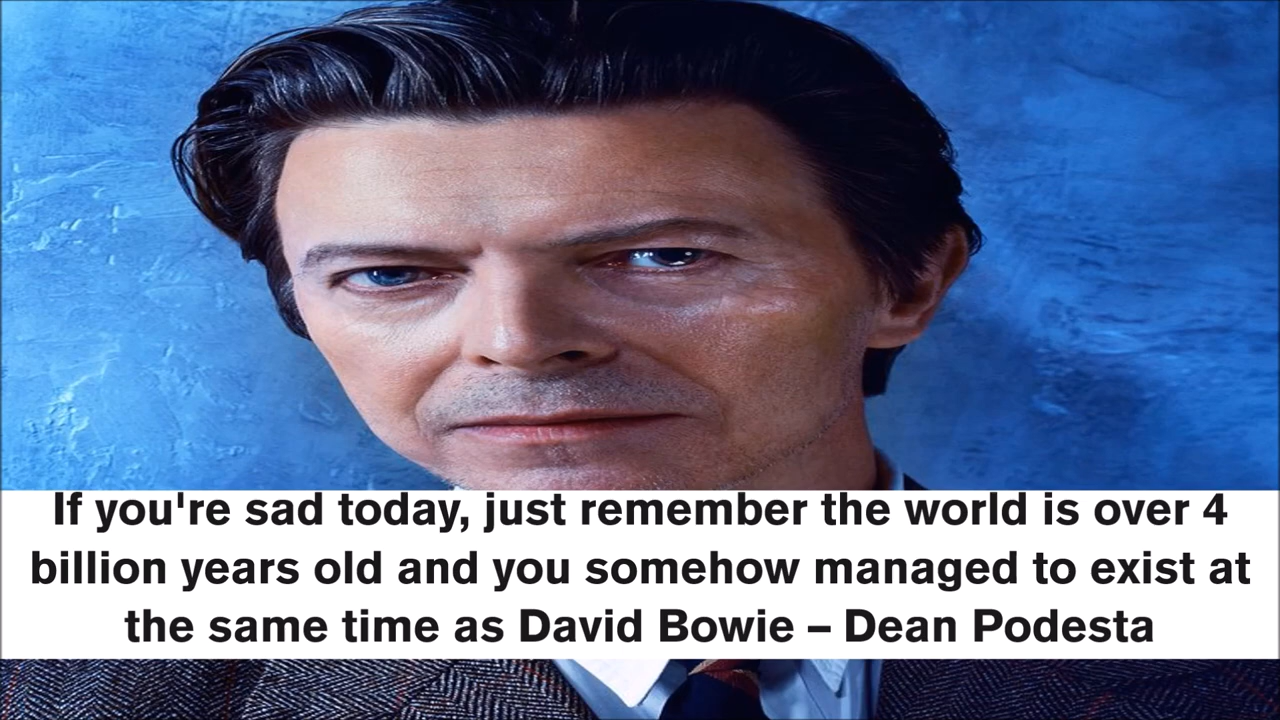 If you're sad today, just remember the world is over 4
billion years old and you somehow managed to exist at
the same time as David Bowie – Dean Podesta